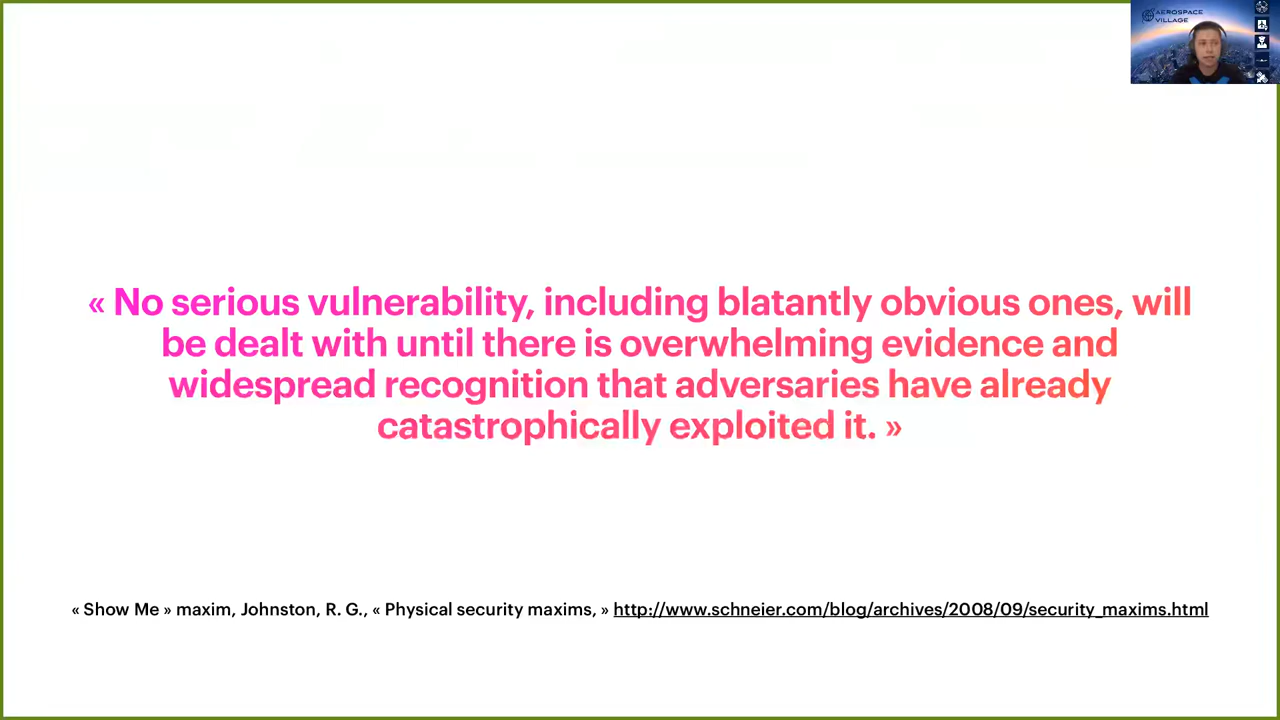 AEROSPACE
VILLAGE
« No serious vulnerability, including blatantly obvious ones, will
be dealt with until there is overwhelming evidence and
widespread recognition that adversaries have already
catastrophically exploited it. »
« Show Me » maxim, Johnston, R. G., « Physical security maxims, » http://www.schneier.com/blog/archives/2008/09/security_maxims.html